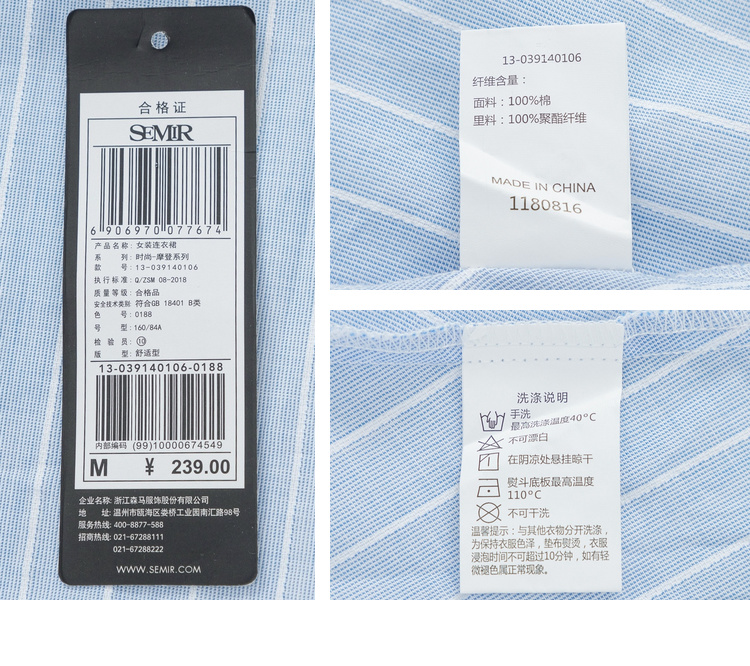 合格证
SEMIR
6 906970 077674
产品名称: 女装连衣裙
系 列: 时尚-摩登系列
款 号: 13-039140106
执行标准: Q/ZSM 08-2018
质量等级: 合格品
安全技术类别 符合GB 18401 B类
色 号: 0188
号 型: 160/84A
检 验 员: ⑩
版 型: 舒适型
13-039140106-0188
内部编码 (99)10000674549
M ¥ 239.00
企业名称: 浙江森马服饰股份有限公司
地 址: 温州市瓯海区娄桥工业园南汇路98号
服务热线: 400-8877-588
招商热线: 021-67288111
021-67288222
WWW.SEMIR.COM
13-039140106
纤维含量：
面料：100%棉
里料：100%聚酯纤维
MADE IN CHINA
1180816
洗涤说明
手洗
最高洗涤温度40°C
不可漂白
在阴凉处悬挂晾干
熨斗底板最高温度
110°C
不可干洗
温馨提示：与其他衣物分开洗涤，
为保持衣服色泽，垫布熨烫，衣服
浸泡时间不可超过10分钟，如有轻
微褪色属正常现象。